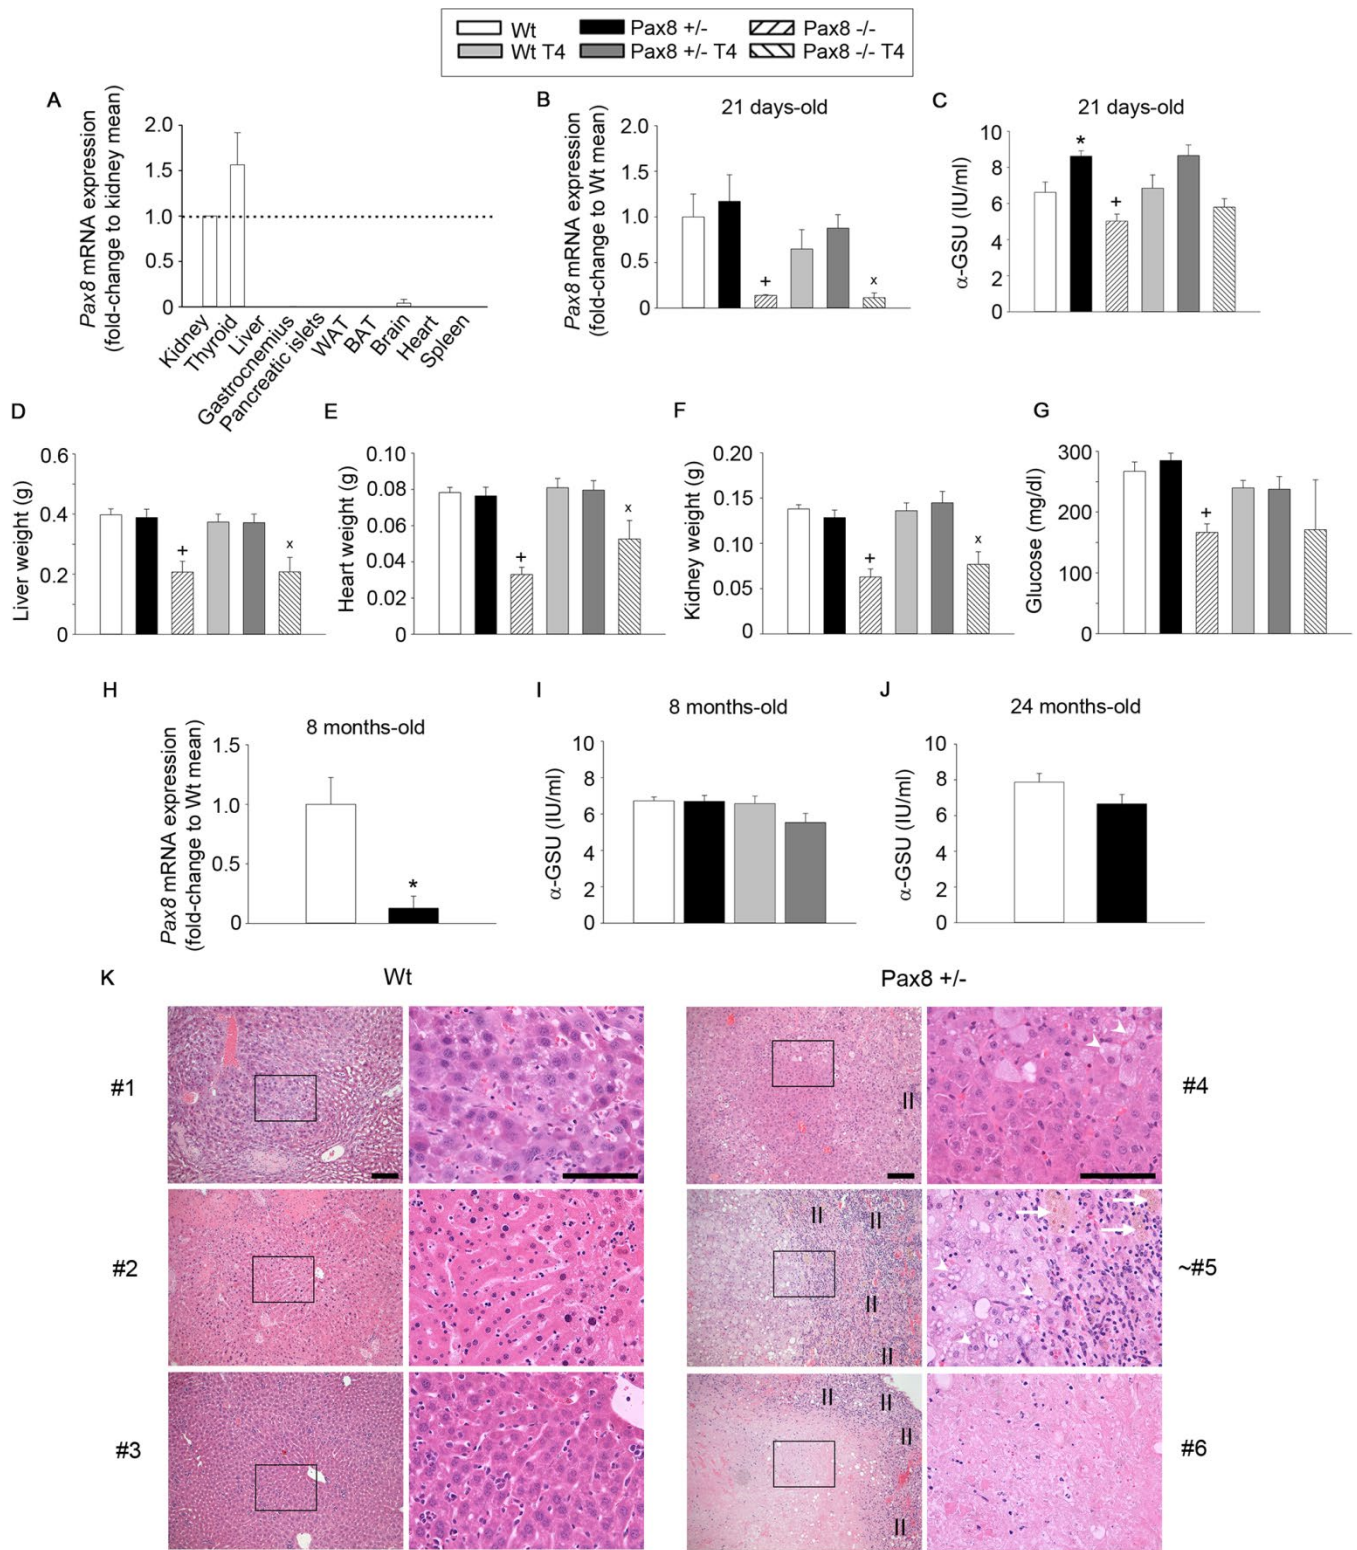 Wt
Pax8 +/-
Pax8 -/-
Wt T4
Pax8 +/- T4
Pax8 -/- T4
A
Pax8 mRNA expression
(fold-change to kidney mean)
2.0
1.5
1.0
0.5
0
Kidney
Thyroid
Liver
Gastrocnemius
Pancreatic islets
WAT
BAT
Brain
Heart
Spleen
B
21 days-old
Pax8 mRNA expression
(fold-change to Wt mean)
2.0
1.5
1.0
0.5
0
+
x
C
21 days-old
α-GSU (IU/ml)
10
8
6
4
2
0
*
+
D
Liver weight (g)
0.6
0.4
0.2
0
+
x
E
Heart weight (g)
0.10
0.08
0.06
0.04
0.02
0
+
x
F
Kidney weight (g)
0.20
0.15
0.10
0.05
0
+
x
G
Glucose (mg/dl)
300
200
100
0
+
H
8 months-old
Pax8 mRNA expression
(fold-change to Wt mean)
1.5
1.0
0.5
0
*
I
8 months-old
α-GSU (IU/ml)
10
8
6
4
2
0
J
24 months-old
α-GSU (IU/ml)
10
8
6
4
2
0
K
Wt
Pax8 +/-
#1
II
#4
#2
II
II
II
II
~#5
#3
II
II
II
II
#6